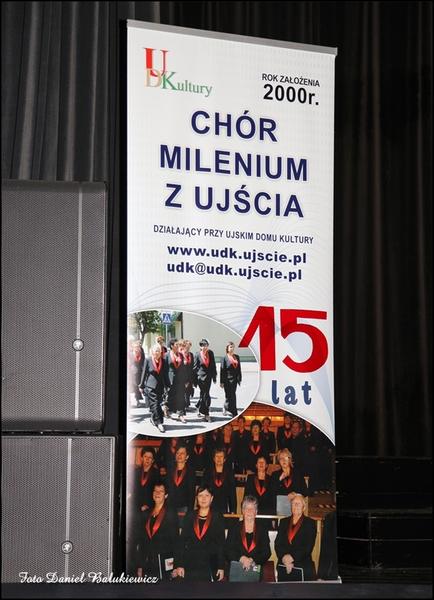 UDKultury
ROK ZAŁOŻENIA
2000r.
CHÓR
MILENIUM
Z UJŚCIA
DZIAŁAJĄCY PRZY UJSKIM DOMU KULTURY
www.udk.ujscie.pl
udk@udk.ujscie.pl
15
lat
Foto Daniel Balukiewicz